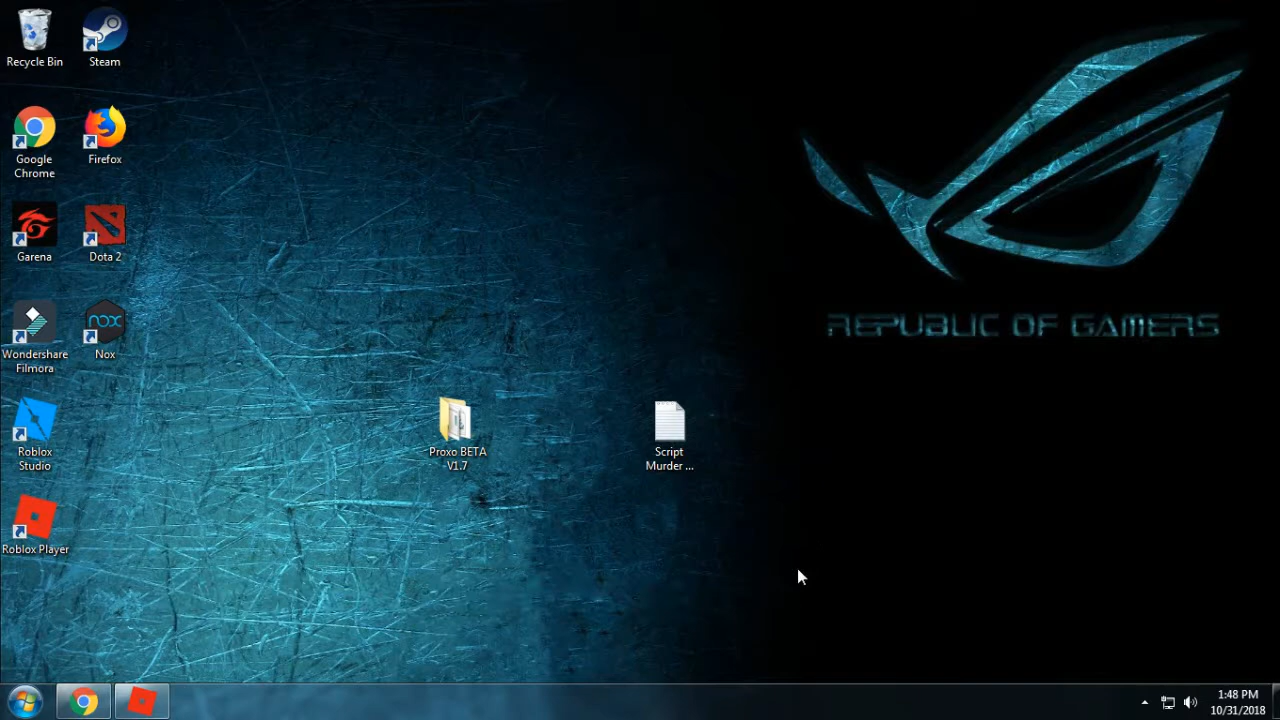 Recycle Bin
Steam
Google
Chrome
Firefox
Garena
Dota 2
Wondershare
Filmora
nox
Nox
Roblox
Studio
Roblox Player
Proxo BETA
V1.7
Script
Murder ...
REPUBLIC OF GAMERS
1:48 PM
10/31/2018